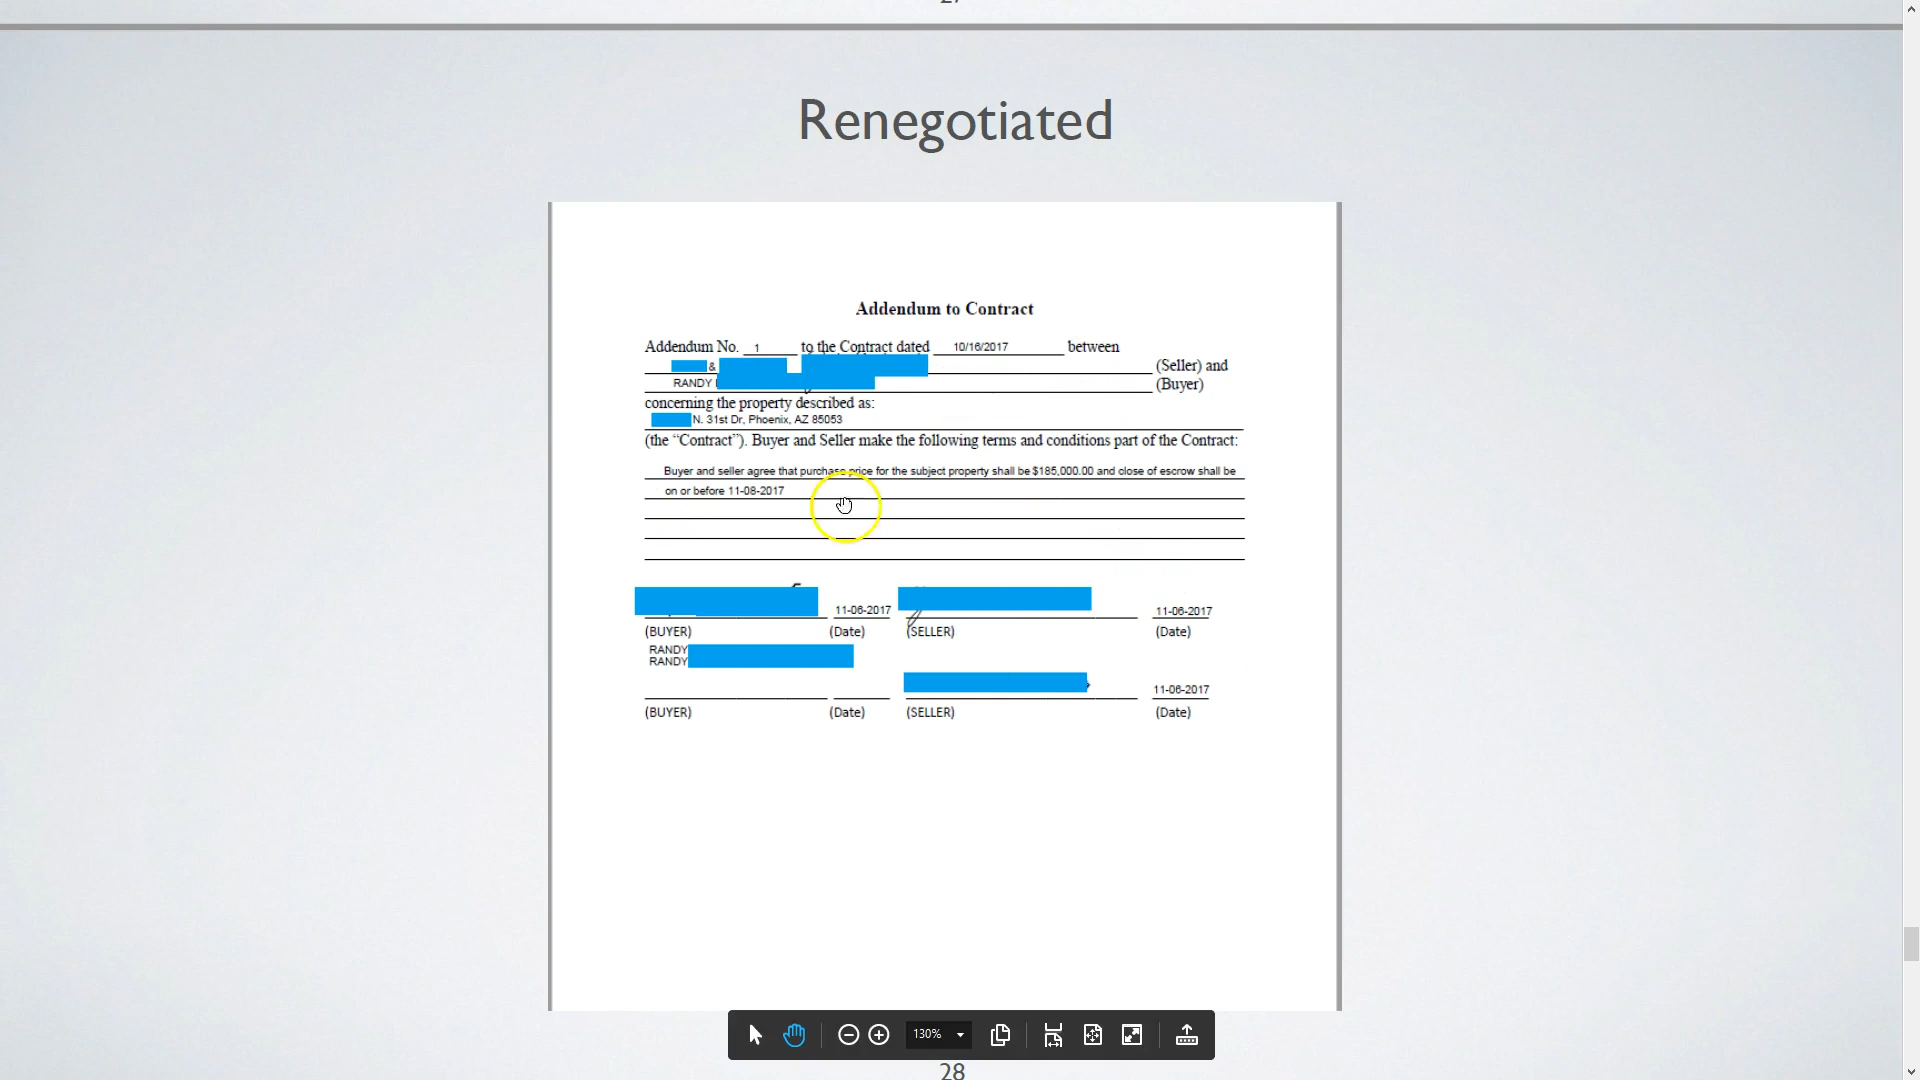 Renegotiated
Addendum to Contract
Addendum No. 1 to the Contract dated 10/16/2017 between
& (Seller) and
RANDY (Buyer)
concerning the property described as:
N. 31st Dr, Phoenix, AZ 85053
(the “Contract”). Buyer and Seller make the following terms and conditions part of the Contract:
Buyer and seller agree that purchase price for the subject property shall be $185,000.00 and close of escrow shall be
on or before 11-08-2017
11-06-2017 11-06-2017
(BUYER) (Date) (SELLER) (Date)
RANDY
RANDY
11-06-2017
(BUYER) (Date) (SELLER) (Date)
130%
28